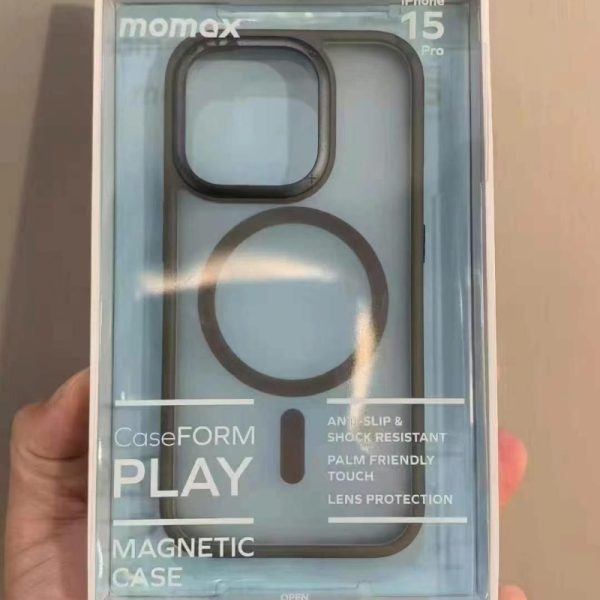 momax
iPhone
15
Pro
CaseFORM
PLAY
MAGNETIC
CASE
ANTI-SLIP &
SHOCK RESISTANT
PALM FRIENDLY
TOUCH
LENS PROTECTION
OPEN